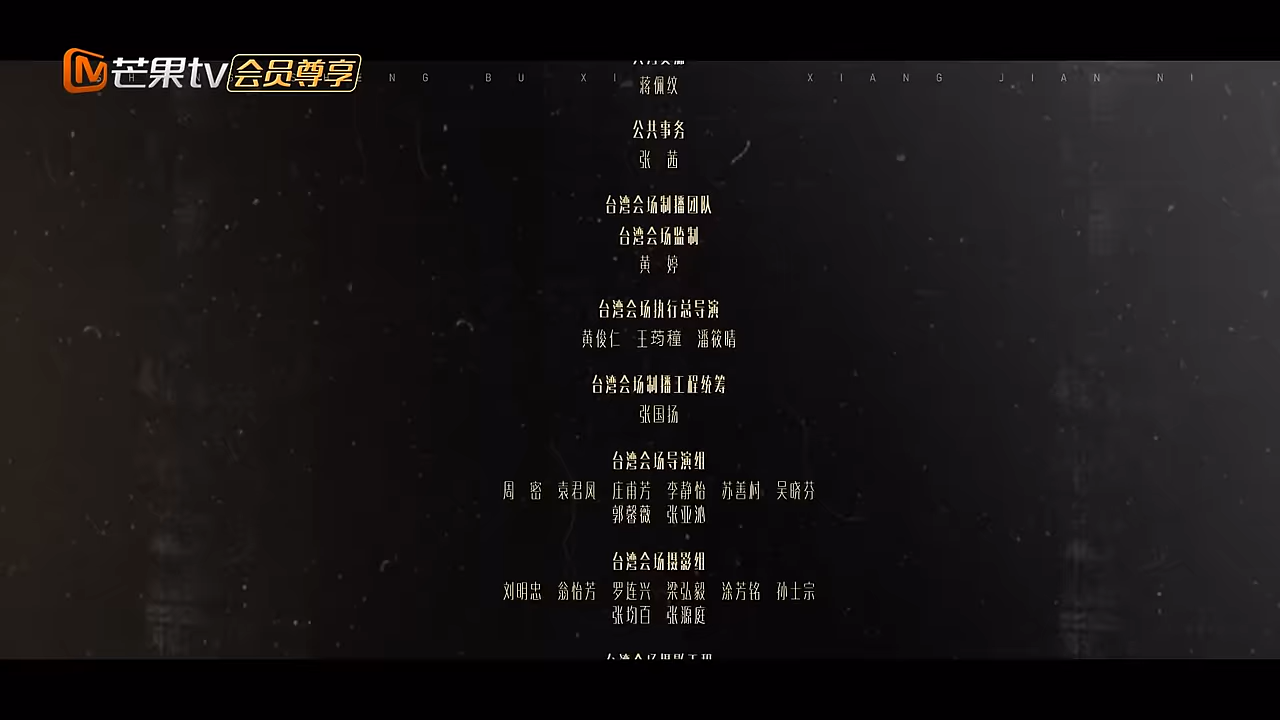 芒果tv会员尊享
N G B U X I X I A N G J I A N N I
蒋佩纹
公共事务
张 茜
台湾会场制播团队
台湾会场监制
黄 婷
台湾会场执行总导演
黄俊仁 王筠穜 潘筱晴
台湾会场制播工程统筹
张国扬
台湾会场导演组
周 密 袁君凤 庄甫芳 李静怡 苏善村 吴晓芬
郭馨薇 张亚沁
台湾会场摄影组
刘明忠 翁怡芳 罗连兴 梁弘毅 涂芳铭 孙士宗
张均百 张源庭